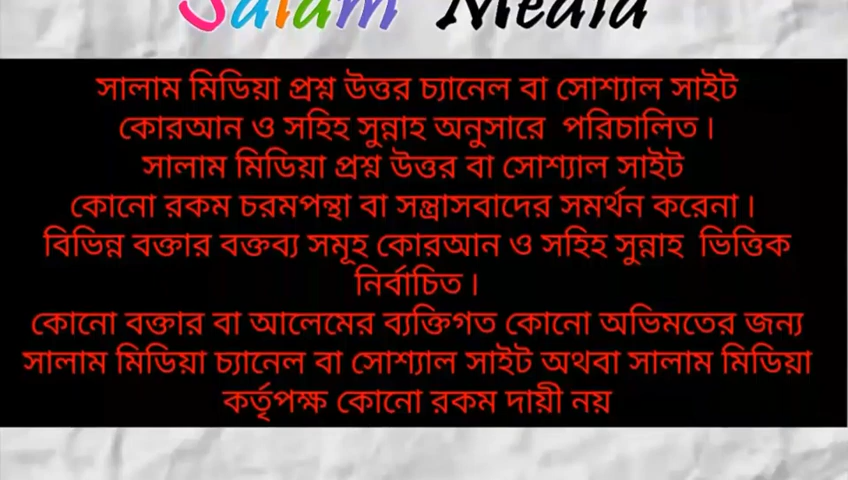 Salam Media
সালাম মিডিয়া প্রশ্ন উত্তর চ্যানেল বা সোশ্যাল সাইট
কোরআন ও সহিহ সুন্নাহ অনুসারে পরিচালিত।
সালাম মিডিয়া প্রশ্ন উত্তর বা সোশ্যাল সাইট
কোনো রকম চরমপন্থা বা সন্ত্রাসবাদের সমর্থন করেনা।
বিভিন্ন বক্তার বক্তব্য সমূহ কোরআন ও সহিহ সুন্নাহ ভিত্তিক
নির্বাচিত।
কোনো বক্তার বা আলেমের ব্যক্তিগত কোনো অভিমতের জন্য
সালাম মিডিয়া চ্যানেল বা সোশ্যাল সাইট অথবা সালাম মিডিয়া
কর্তৃপক্ষ কোনো রকম দায়ী নয়